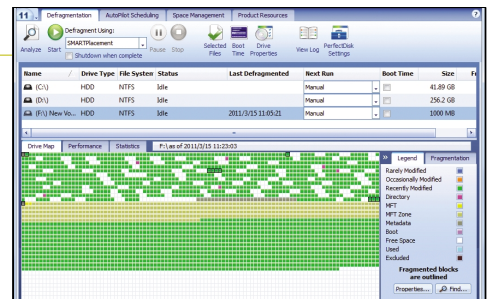 11 Defragmentation AutoPilot Scheduling Space Management Product Resources
Defragment Using:
SMARTPlacement
Shutdown when complete
Analyze Start Pause Stop Selected Files Boot Time Drive Properties View Log PerfectDisk Settings
Name Drive Type File System Status Last Defragmented Next Run Boot Time Size
(C:\) HDD NTFS Idle Manual 41.89 GB
(D:\) HDD NTFS Idle Manual 256.2 GB
(F:\) New Vo... HDD NTFS Idle 2011/3/15 11:05:21 Manual 1000 MB
Drive Map Performance Statistics F:\ as of 2011/3/15 11:23:03
Legend Fragmentation
Rarely Modified
Occasionally Modified
Recently Modified
Directory
MFT
MFT Zone
Metadata
Boot
Free Space
Used
Excluded
Fragmented blocks
are outlined
Properties... Find...